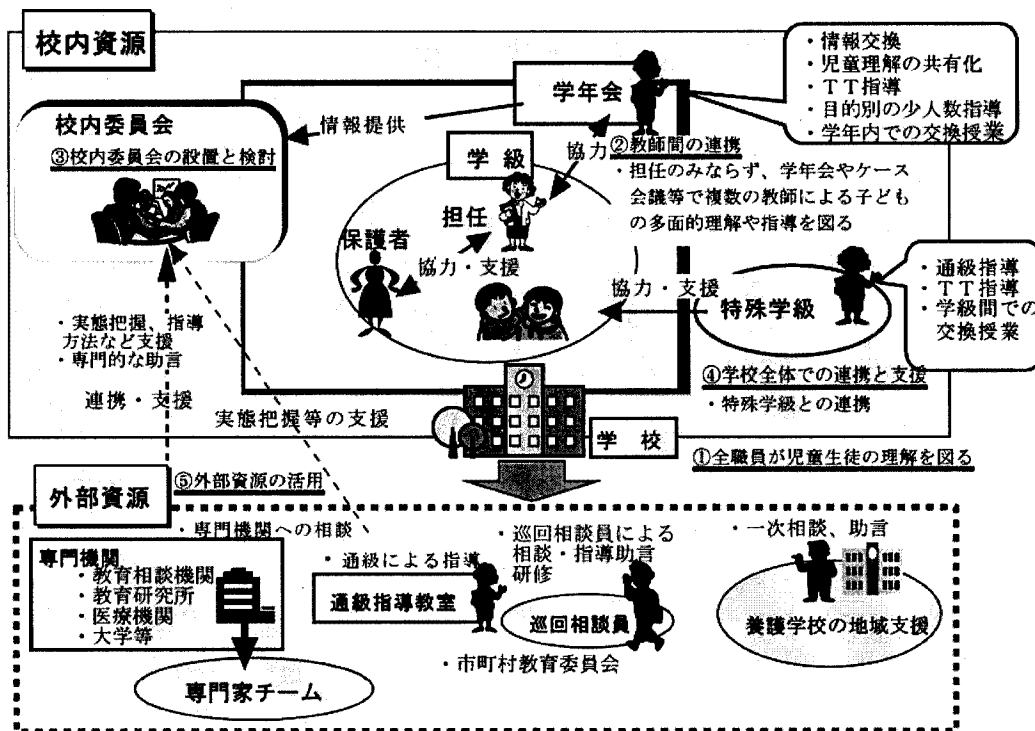 校内資源
校内委員会
③校内委員会の設置と検討
情報提供
学年会
・情報交換
・児童理解の共有化
・TT指導
・目的別の少人数指導
・学年内での交換授業
協力
②教師間の連携
・担任のみならず、学年会やケース
会議等で複数の教師による子ども
の多面的理解や指導を図る
学級
担任
保護者
協力・支援
協力・支援
特殊学級
・通級指導
・TT指導
・学級間での
交換授業
④学校全体での連携と支援
・特殊学級との連携
・実態把握、指導
方法など支援
・専門的な助言
連携・支援
実態把握等の支援
学校
①全職員が児童生徒の理解を図る
外部資源
⑤外部資源の活用
・専門機関への相談
専門機関
・教育相談機関
・教育研究所
・医療機関
・大学等
専門家チーム
・通級による指導
通級指導教室
・巡回相談員による
相談・指導助言
研修
巡回相談員
・市町村教育委員会
・一次相談、助言
養護学校の地域支援